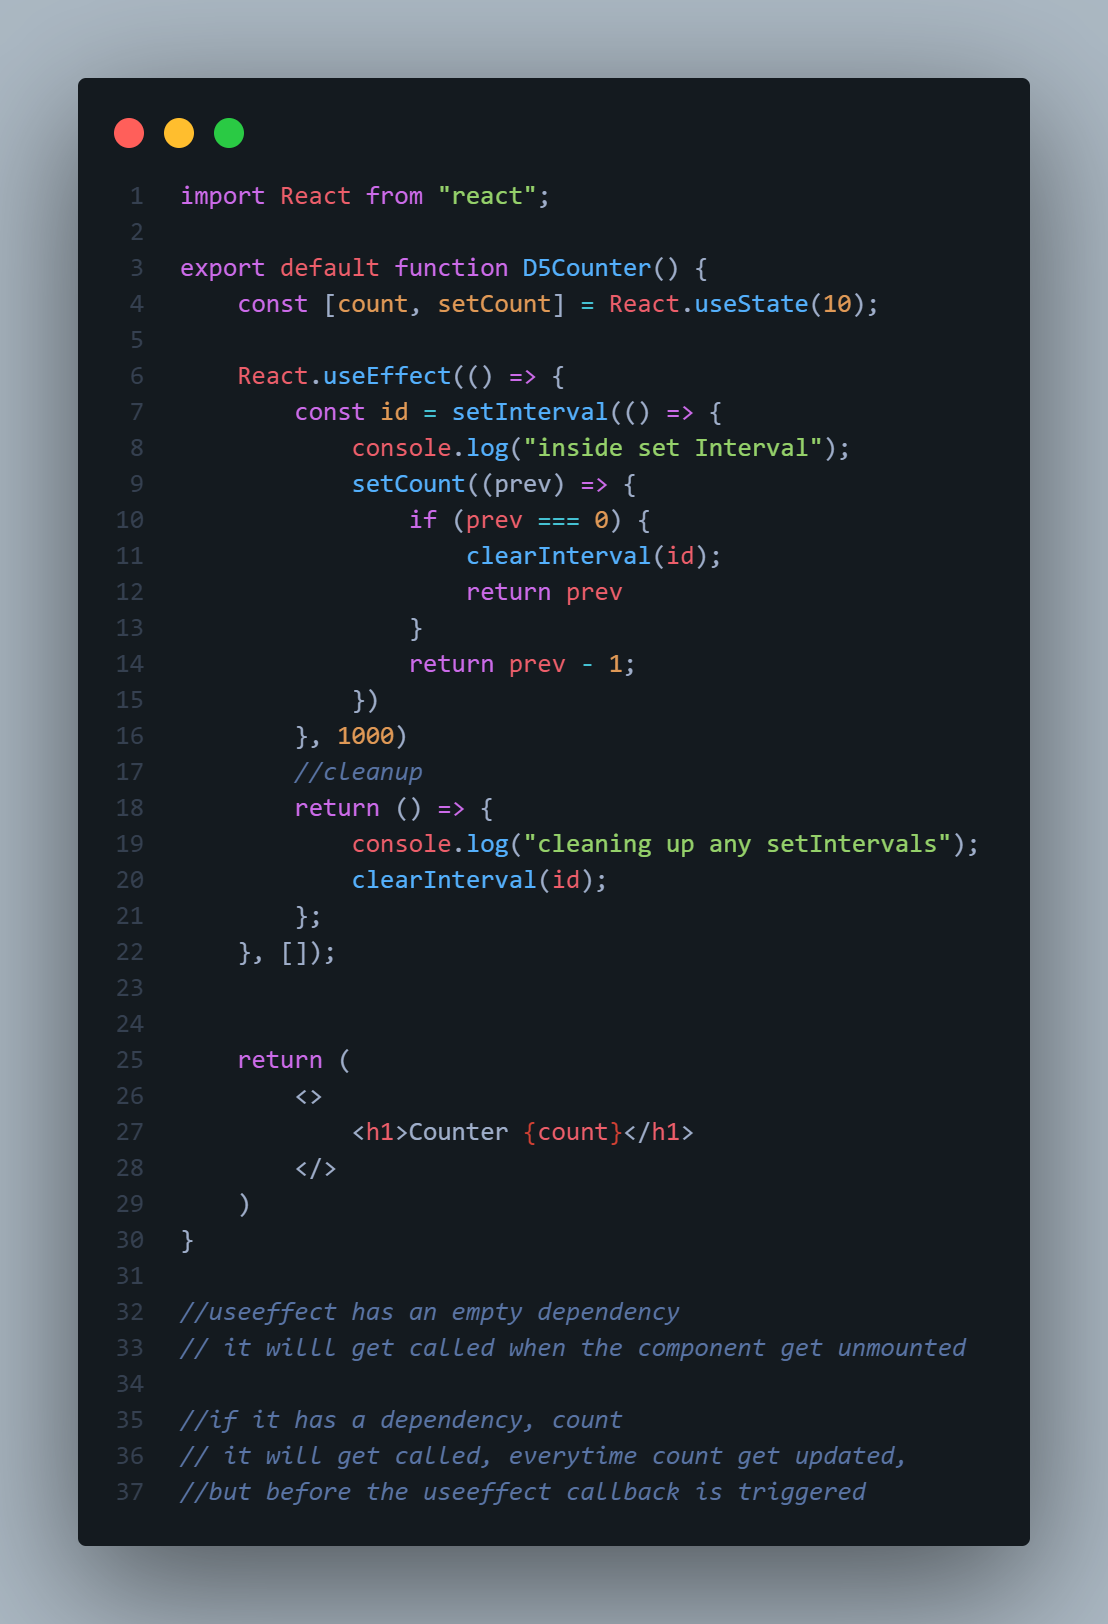 1 import React from "react";
2
3 export default function D5Counter() {
4     const [count, setCount] = React.useState(10);
5
6     React.useEffect(() => {
7         const id = setInterval(() => {
8             console.log("inside set Interval");
9             setCount((prev) => {
10                 if (prev === 0) {
11                     clearInterval(id);
12                     return prev
13                 }
14                 return prev - 1;
15             })
16         }, 1000)
17         //cleanup
18         return () => {
19             console.log("cleaning up any setIntervals");
20             clearInterval(id);
21         };
22     }, []);
23
24
25     return (
26         <>
27             <h1>Counter {count}</h1>
28         </>
29     )
30 }
31
32 //useeffect has an empty dependency
33 // it willl get called when the component get unmounted
34
35 //if it has a dependency, count
36 // it will get called, everytime count get updated,
37 //but before the useeffect callback is triggered